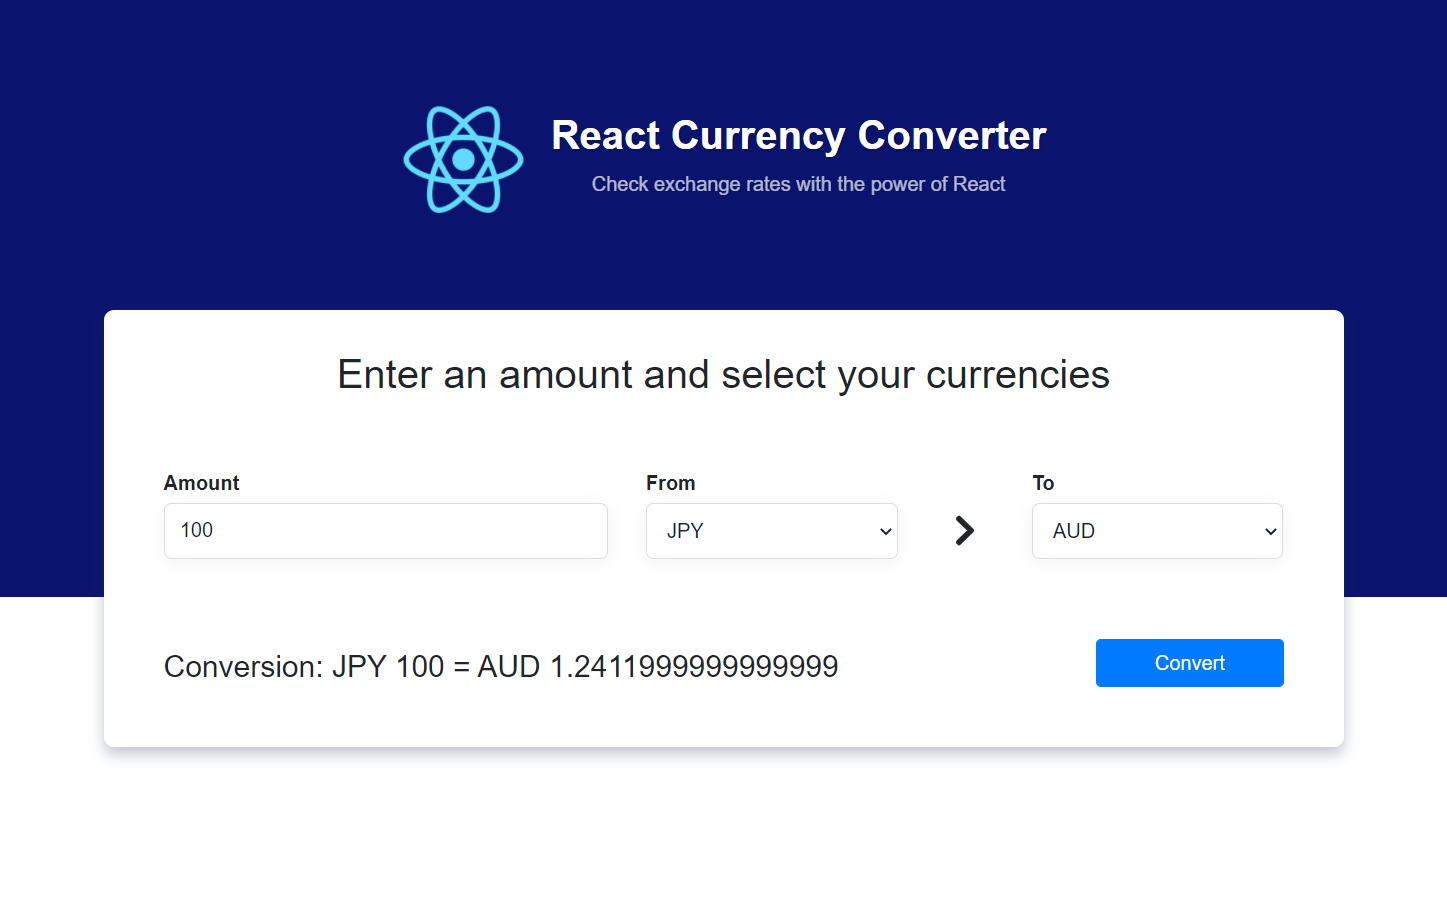 React Currency Converter
Check exchange rates with the power of React
Enter an amount and select your currencies
Amount
From
To
100
JPY
AUD
Conversion: JPY 100 = AUD 1.2411999999999999
Convert